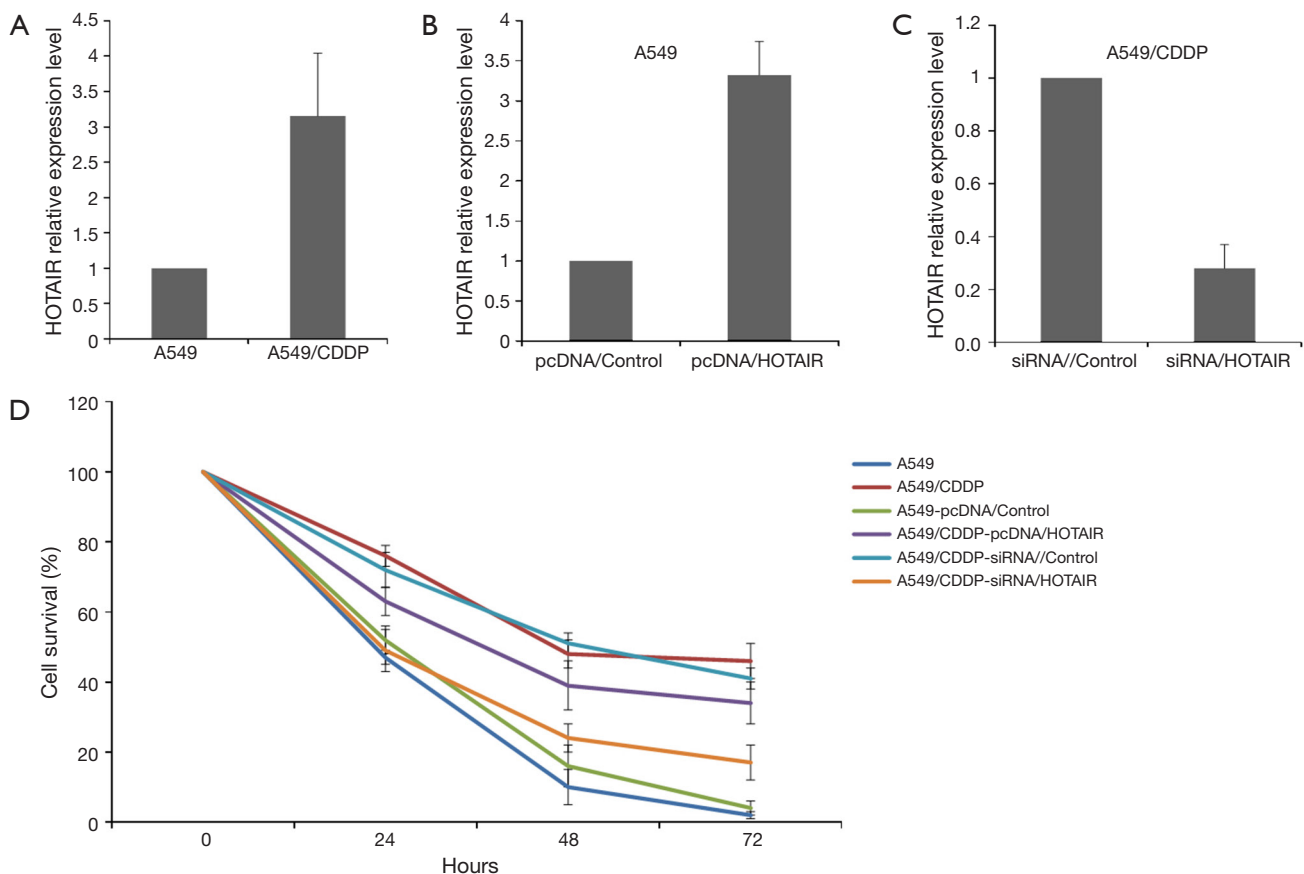 A
HOTAIR relative expression level
4.5
4
3.5
3
2.5
2
1.5
1
0.5
0
A549
A549/CDDP
B
HOTAIR relative expression level
A549
4
3.5
3
2.5
2
1.5
1
0.5
0
pcDNA/Control
pcDNA/HOTAIR
C
HOTAIR relative expression level
A549/CDDP
1.2
1
0.8
0.6
0.4
0.2
0.0
siRNA//Control
siRNA/HOTAIR
D
Cell survival (%)
120
100
80
60
40
20
0
0
24
48
72
Hours
A549
A549/CDDP
A549-pcDNA/Control
A549/CDDP-pcDNA/HOTAIR
A549/CDDP-siRNA//Control
A549/CDDP-siRNA/HOTAIR